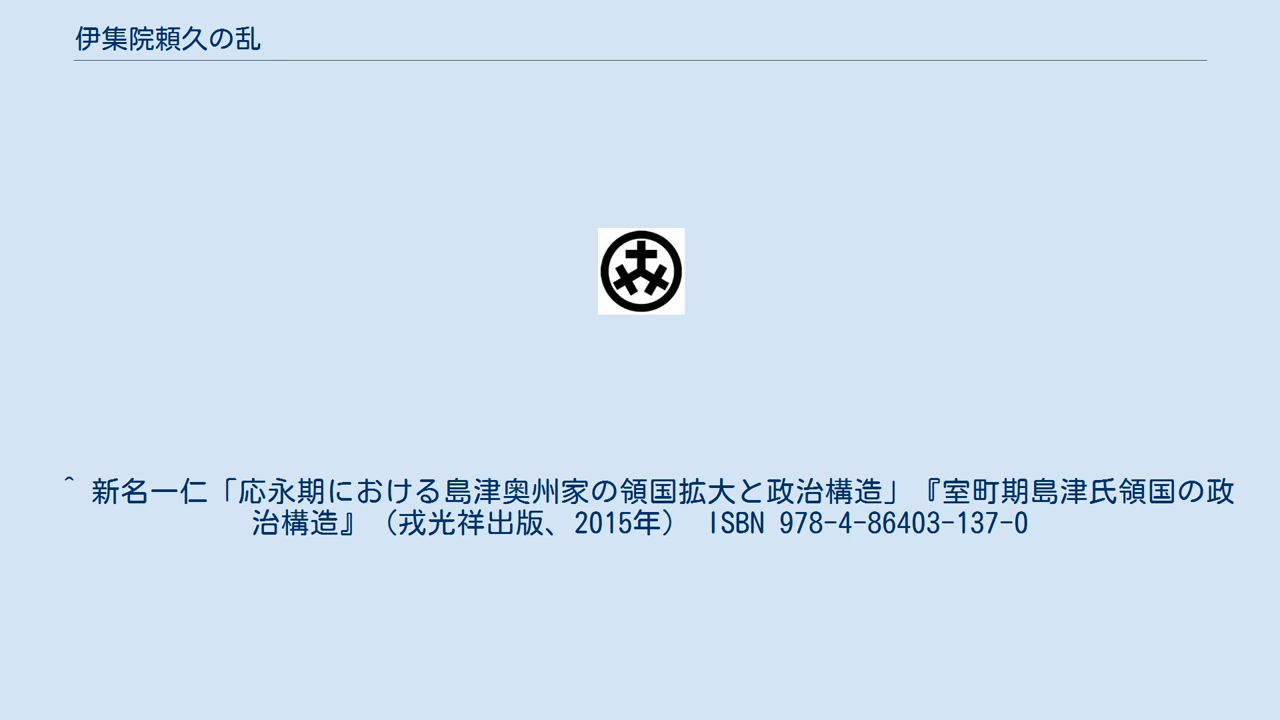 伊集院頼久の乱
^ 新名一仁「応永期における島津奥州家の領国拡大と政治構造」『室町期島津氏領国の政
治構造』（戎光祥出版、2015年） ISBN 978-4-86403-137-0